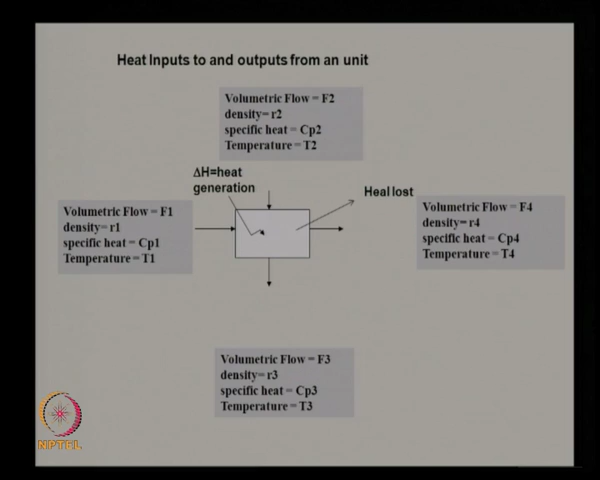 Heat Inputs to and outputs from an unit
Volumetric Flow = F2
density= r2
specific heat = Cp2
Temperature = T2
ΔH=heat
generation
Heal lost
Volumetric Flow = F1
density= r1
specific heat = Cp1
Temperature = T1
Volumetric Flow = F4
density= r4
specific heat = Cp4
Temperature = T4
Volumetric Flow = F3
density= r3
specific heat = Cp3
Temperature = T3
NPTEL